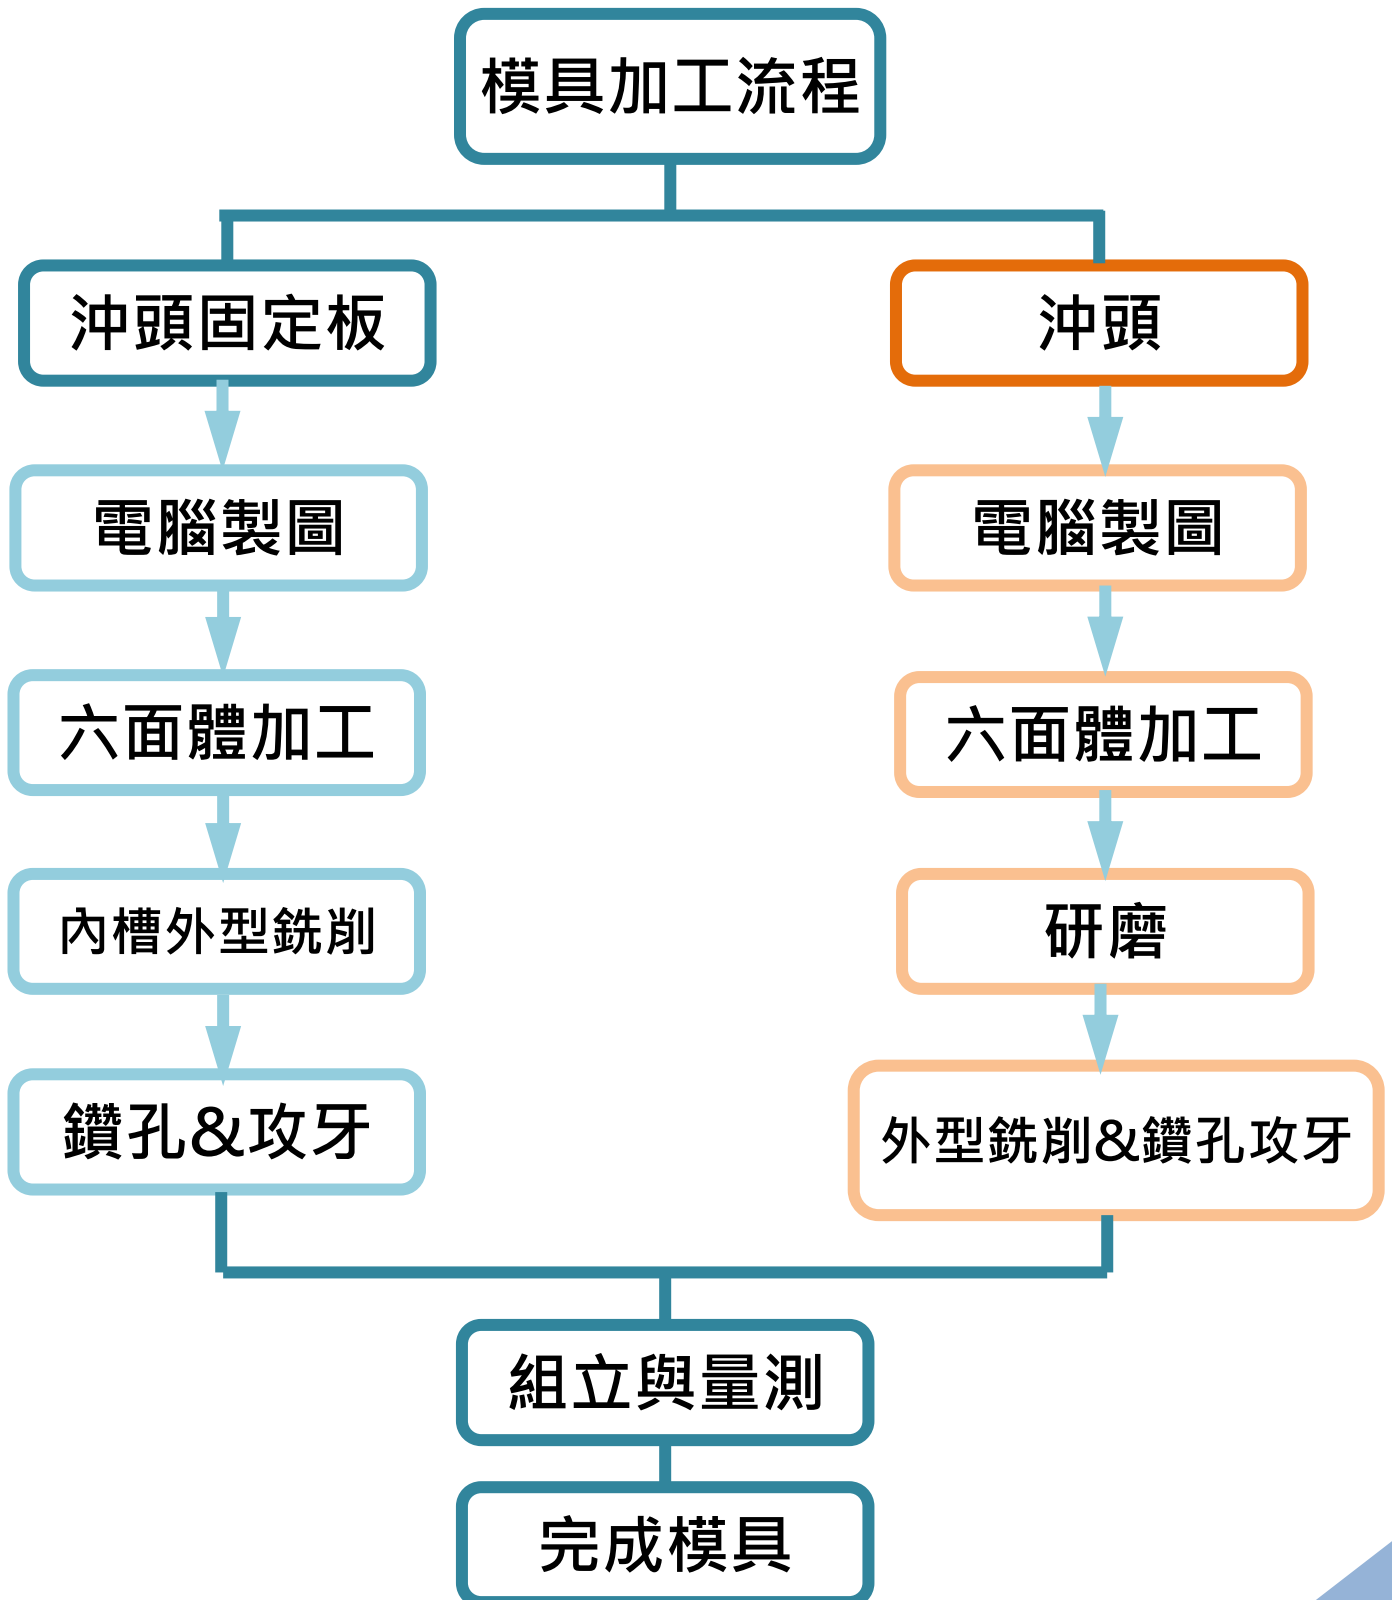 模具加工流程
沖頭固定板
沖頭
電腦製圖
電腦製圖
六面體加工
六面體加工
內槽外型銑削
研磨
鑽孔&攻牙
外型銑削&鑽孔攻牙
組立與量測
完成模具